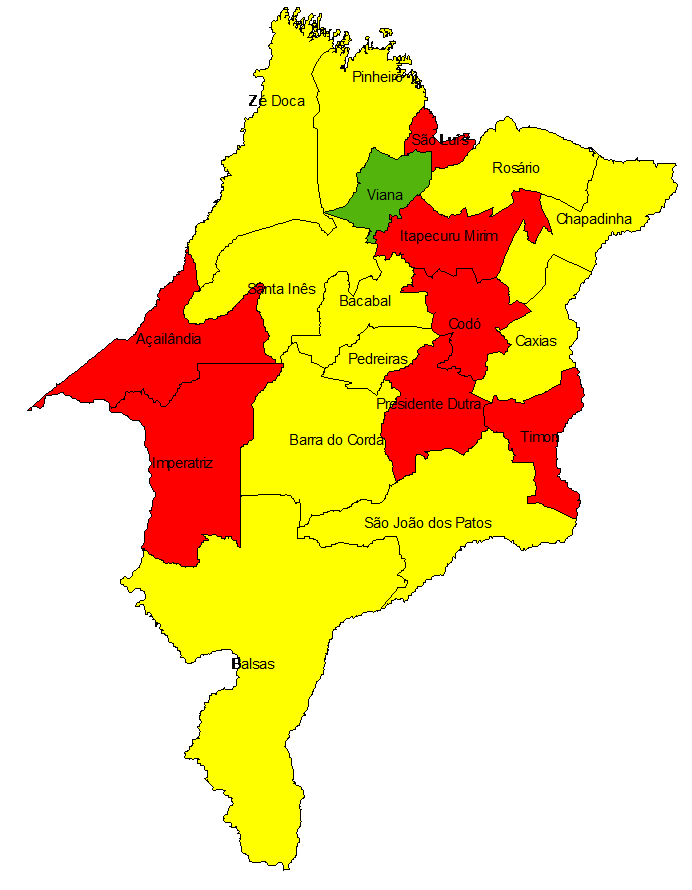 Pinheiro
Zé Doca
São Luís
Rosário
Viana
Chapadinha
Itapecuru Mirim
Santa Inês
Bacabal
Codó
Açailândia
Caxias
Pedreiras
Presidente Dutra
Timon
Barra do Corda
Imperatriz
São João dos Patos
Balsas